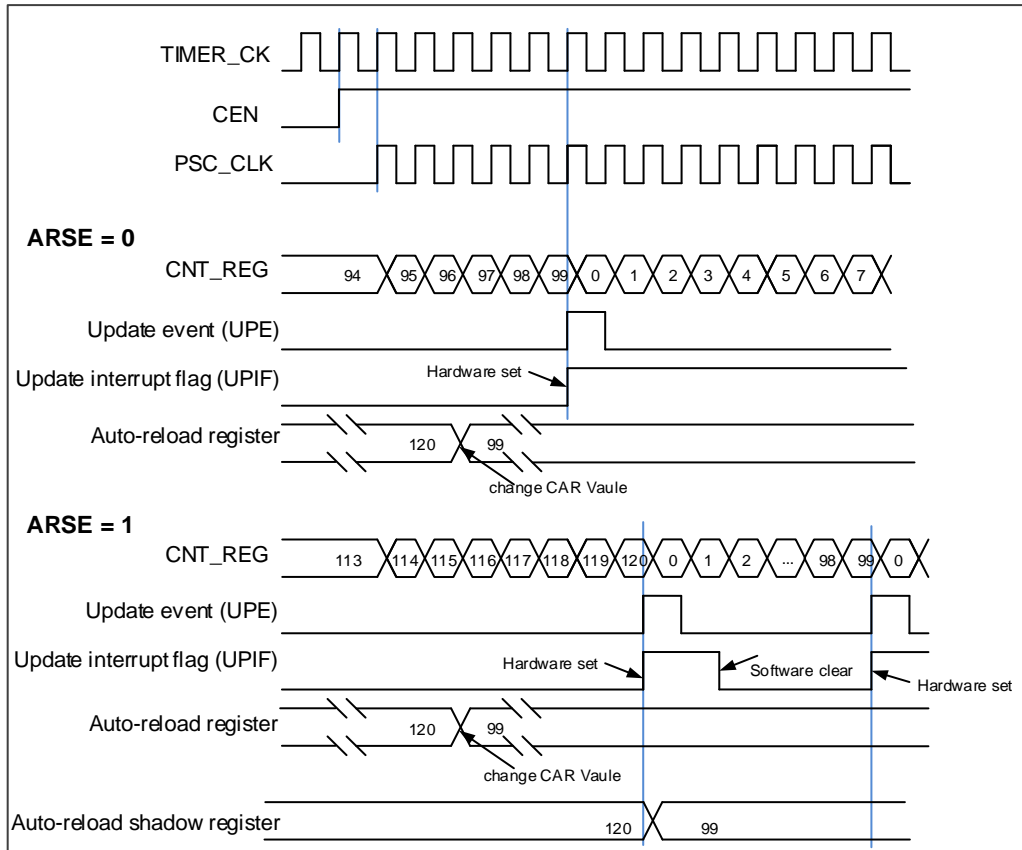 TIMER_CK
CEN
PSC_CLK
ARSE = 0
CNT_REG 94 95 96 97 98 99 0 1 2 3 4 5 6 7
Update event (UPE)
Update interrupt flag (UPIF) Hardware set
Auto-reload register 120 99
change CAR Vaule
ARSE = 1
CNT_REG 113 114 115 116 117 118 119 120 0 1 2 ... 98 99 0
Update event (UPE)
Update interrupt flag (UPIF) Hardware set Software clear Hardware set
Auto-reload register 120 99
change CAR Vaule
Auto-reload shadow register 120 99